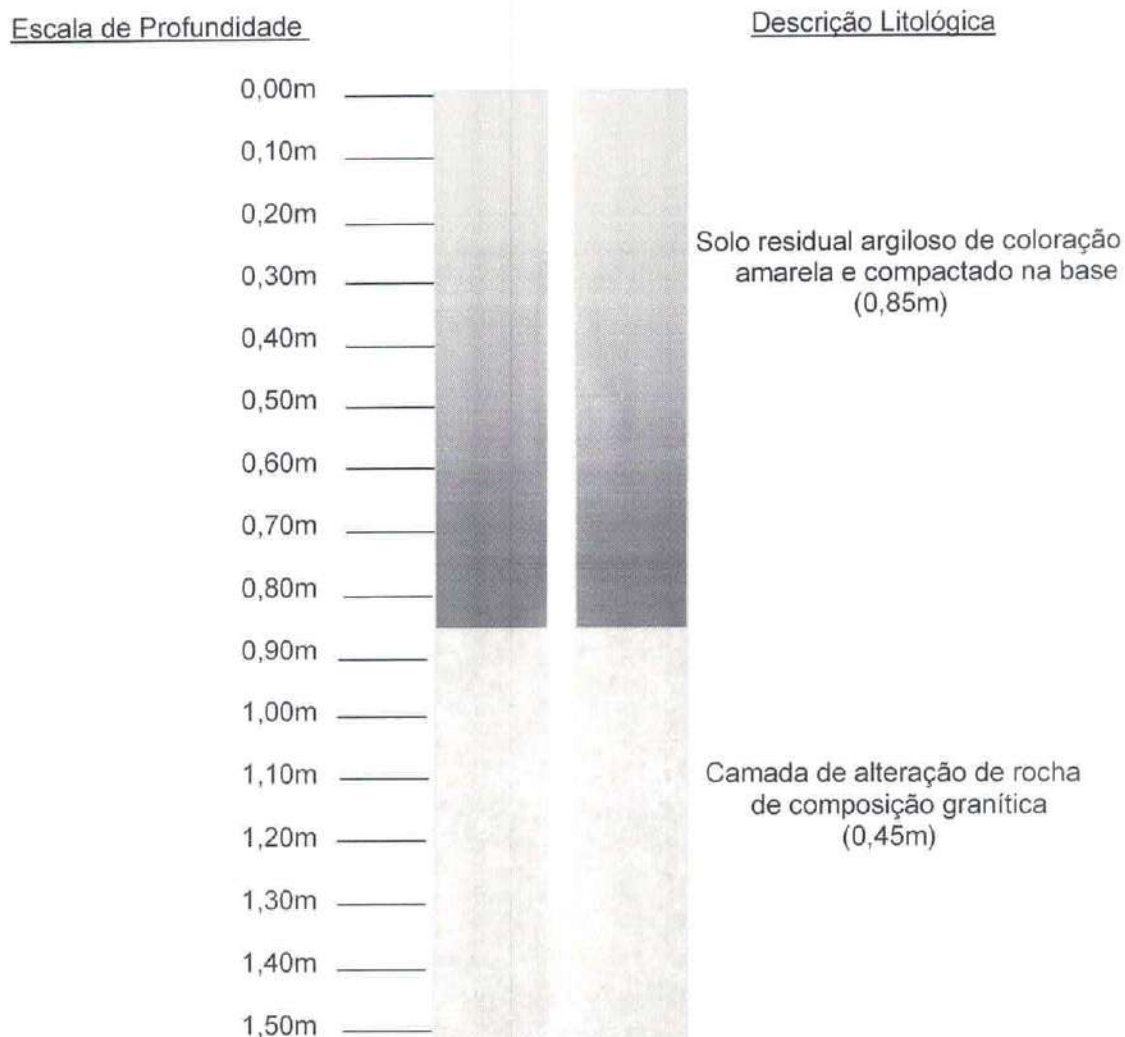 Escala de Profundidade
Descrição Litológica
0,00m
0,10m
0,20m
0,30m
0,40m
0,50m
0,60m
0,70m
0,80m
0,90m
1,00m
1,10m
1,20m
1,30m
1,40m
1,50m
Solo residual argiloso de coloração
amarela e compactado na base
(0,85m)
Camada de alteração de rocha
de composição granítica
(0,45m)